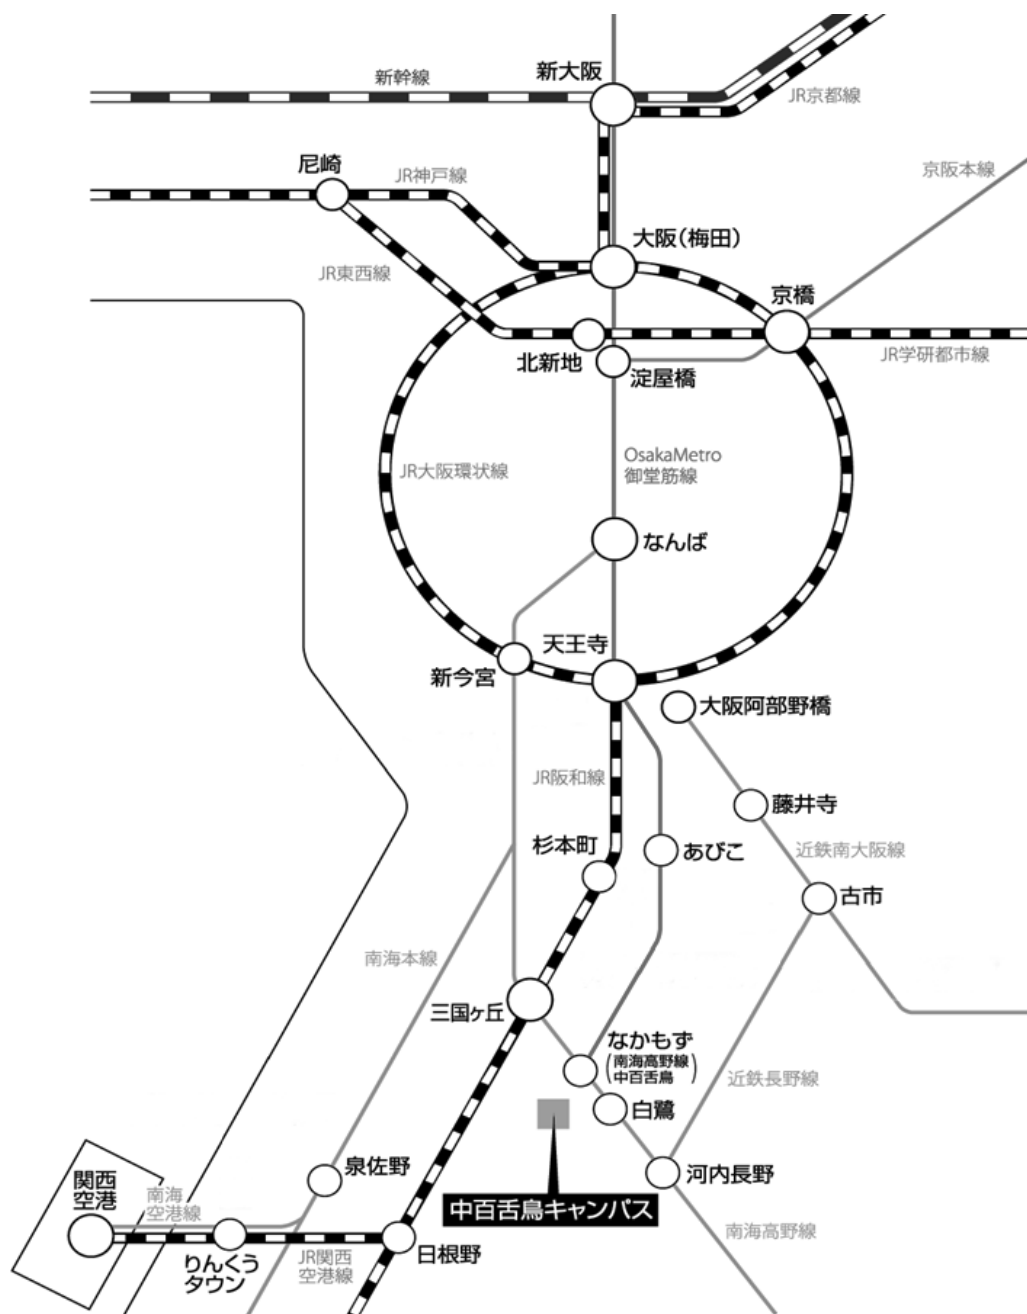 新大阪
新幹線
JR京都線
尼崎
JR神戸線
京阪本線
大阪(梅田)
JR東西線
京橋
北新地
淀屋橋
JR学研都市線
OsakaMetro
御堂筋線
JR大阪環状線
なんば
天王寺
新今宮
大阪阿部野橋
JR阪和線
藤井寺
杉本町
あびこ
近鉄南大阪線
古市
南海本線
三国ヶ丘
なかもず
(南海高野線
中百舌鳥)
近鉄長野線
白鷺
泉佐野
河内長野
関西
空港
南海
空港線
中百舌鳥キャンパス
南海高野線
りんくう
タウン
JR関西
空港線
日根野